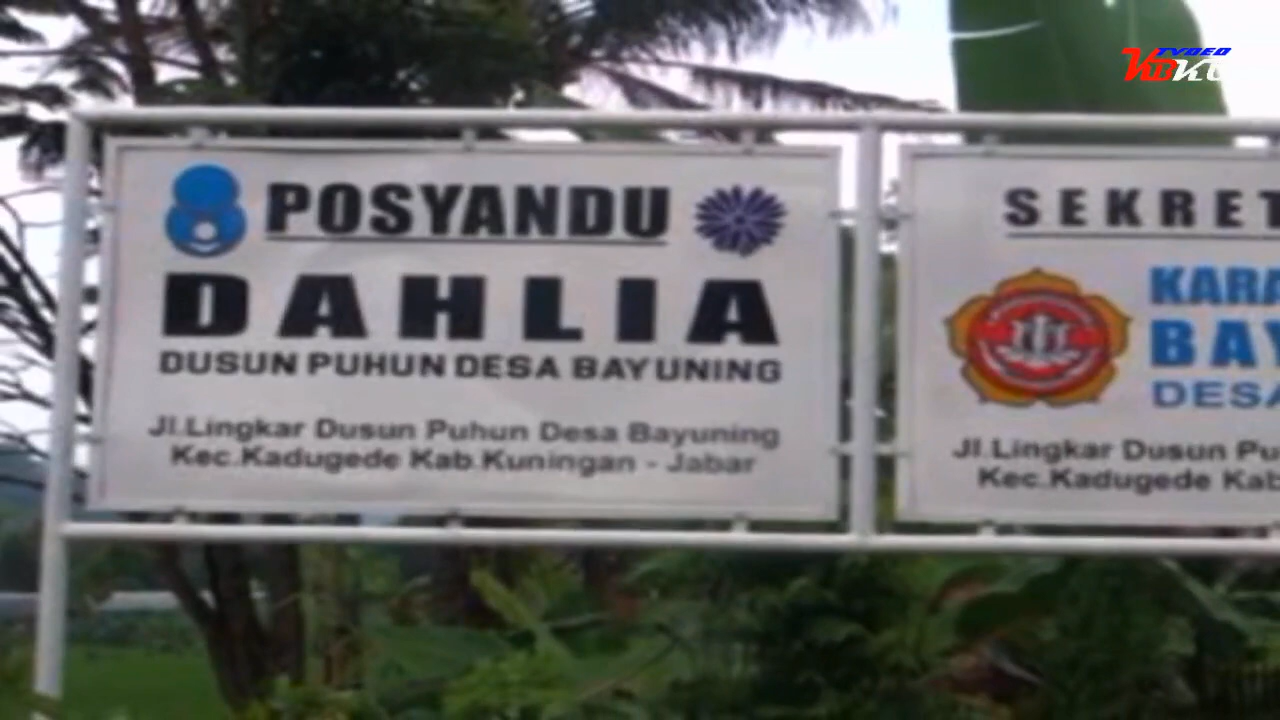 POSYANDU
DAHLIA
DUSUN PUHUN DESA BAYUNING
Jl.Lingkar Dusun Puhun Desa Bayuning
Kec.Kadugede Kab.Kuningan - Jabar
SEKRET
KARA
BAY
DESA
Jl.Lingkar Dusun Pu
Kec.Kadugede Kab
TVDEO